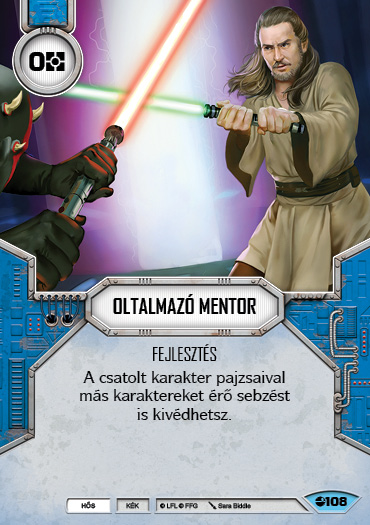 0
OLTALMAZÓ MENTOR
FEJLESZTÉS
A csatolt karakter pajzsaival
más karaktereket érő sebzést
is kivédhetsz.
HŐS KÉK © LFL © FFG Sara Biddle 108